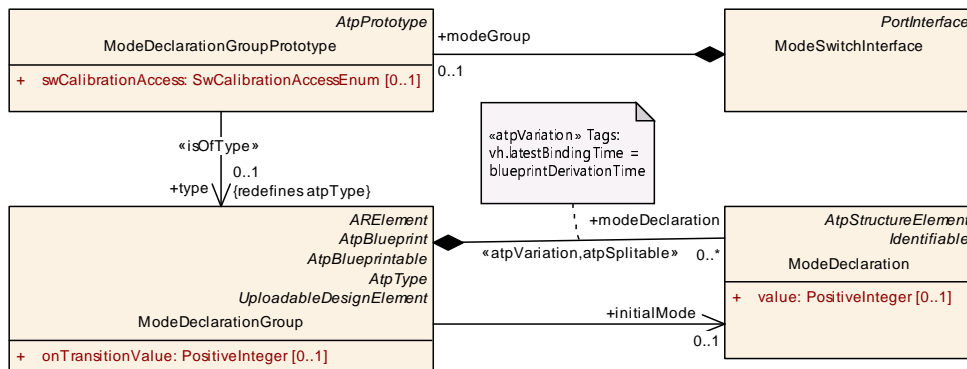 AtpPrototype
ModeDeclarationGroupPrototype
+ swCalibrationAccess: SwCalibrationAccessEnum [0..1]
+modeGroup
0..1
PortInterface
ModeSwitchInterface
«atpVariation» Tags:
vh.latestBindingTime =
blueprintDerivationTime
«isOfType»
0..1
+type
{redefines atpType}
ARElement
AtpBlueprint
AtpBlueprintable
AtpType
UploadableDesignElement
ModeDeclarationGroup
+ onTransitionValue: PositiveInteger [0..1]
+modeDeclaration
«atpVariation,atpSplitable»
0..*
+initialMode
0..1
AtpStructureElement
Identifiable
ModeDeclaration
+ value: PositiveInteger [0..1]